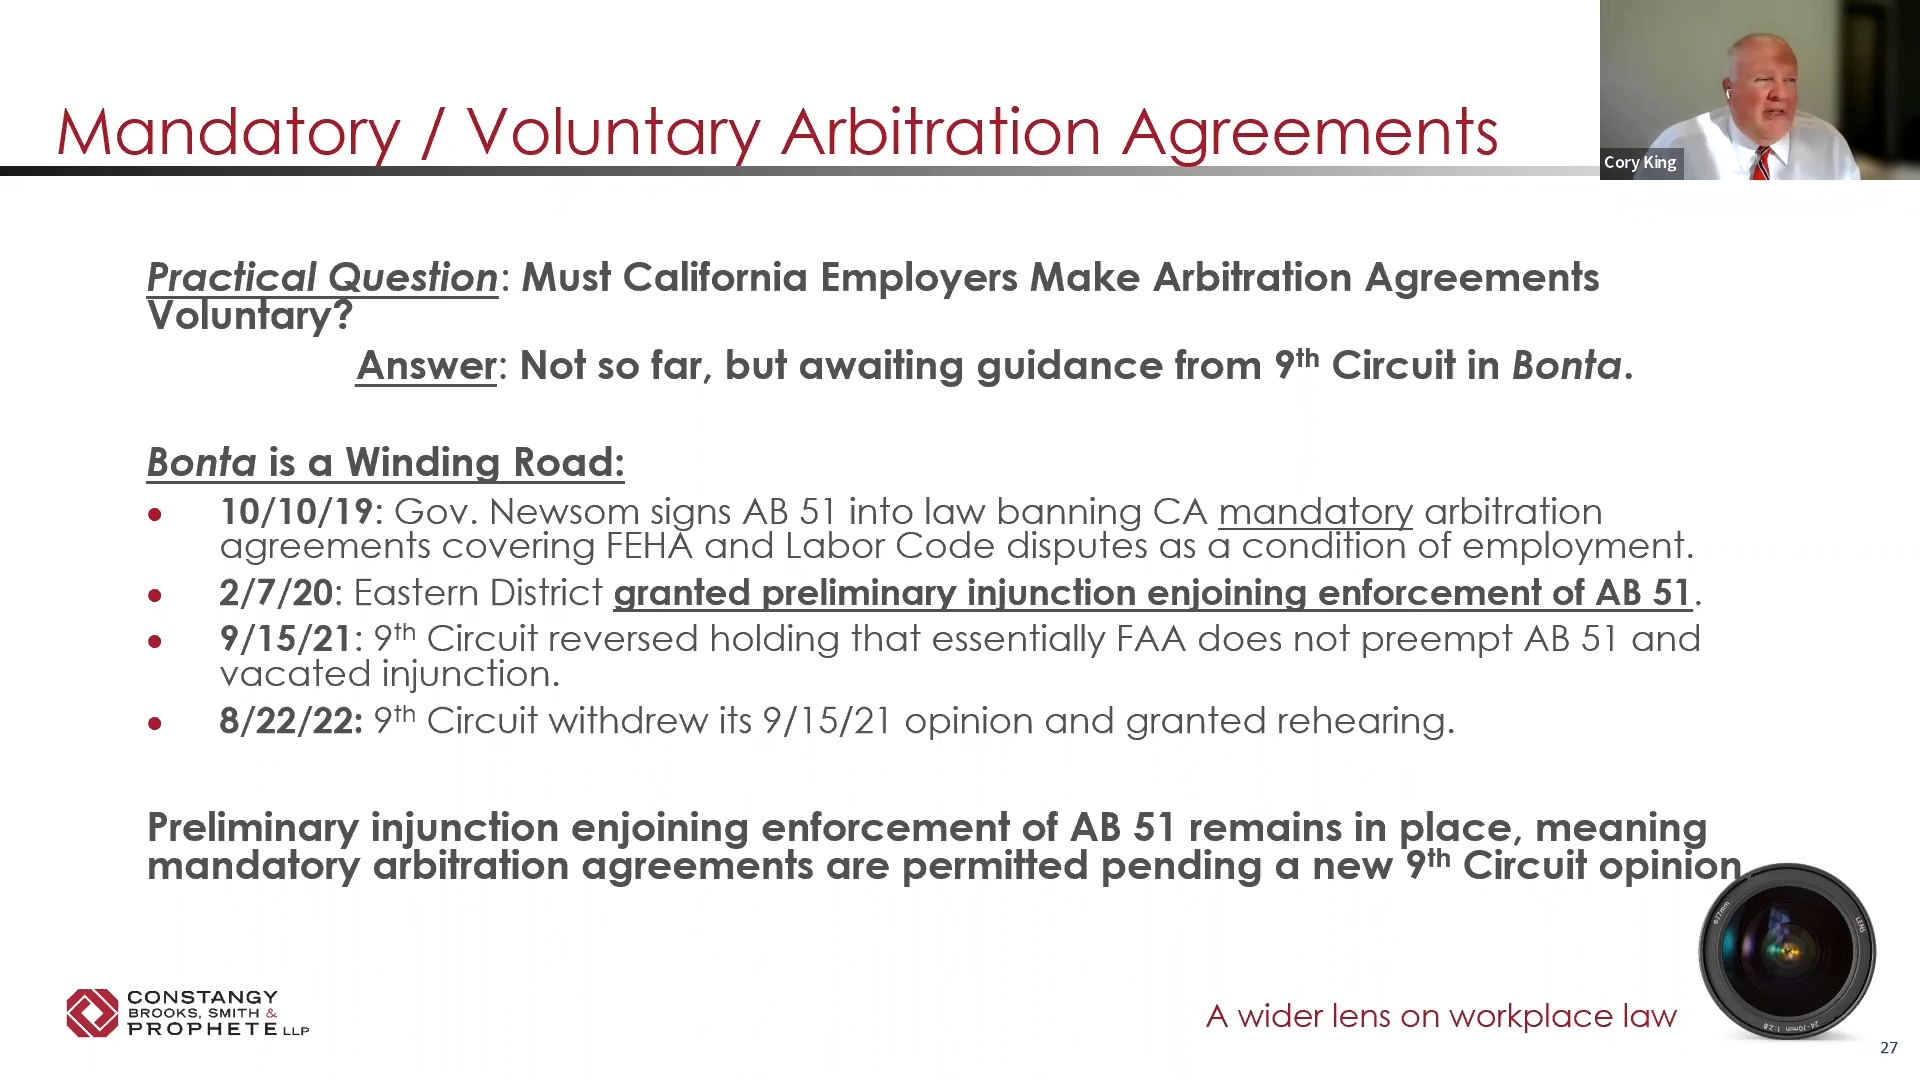 Mandatory / Voluntary Arbitration Agreements
Cory King
Practical Question: Must California Employers Make Arbitration Agreements
Voluntary?
Answer: Not so far, but awaiting guidance from 9th Circuit in Bonta.
Bonta is a Winding Road:
• 10/10/19: Gov. Newsom signs AB 51 into law banning CA mandatory arbitration
agreements covering FEHA and Labor Code disputes as a condition of employment.
• 2/7/20: Eastern District granted preliminary injunction enjoining enforcement of AB 51.
• 9/15/21: 9th Circuit reversed holding that essentially FAA does not preempt AB 51 and
vacated injunction.
• 8/22/22: 9th Circuit withdrew its 9/15/21 opinion and granted rehearing.
Preliminary injunction enjoining enforcement of AB 51 remains in place, meaning
mandatory arbitration agreements are permitted pending a new 9th Circuit opinion.
CONSTANGY
BROOKS, SMITH &
PROPHETE LLP
A wider lens on workplace law
Φ77mm
LENS
24-70mm 1:2.8
27